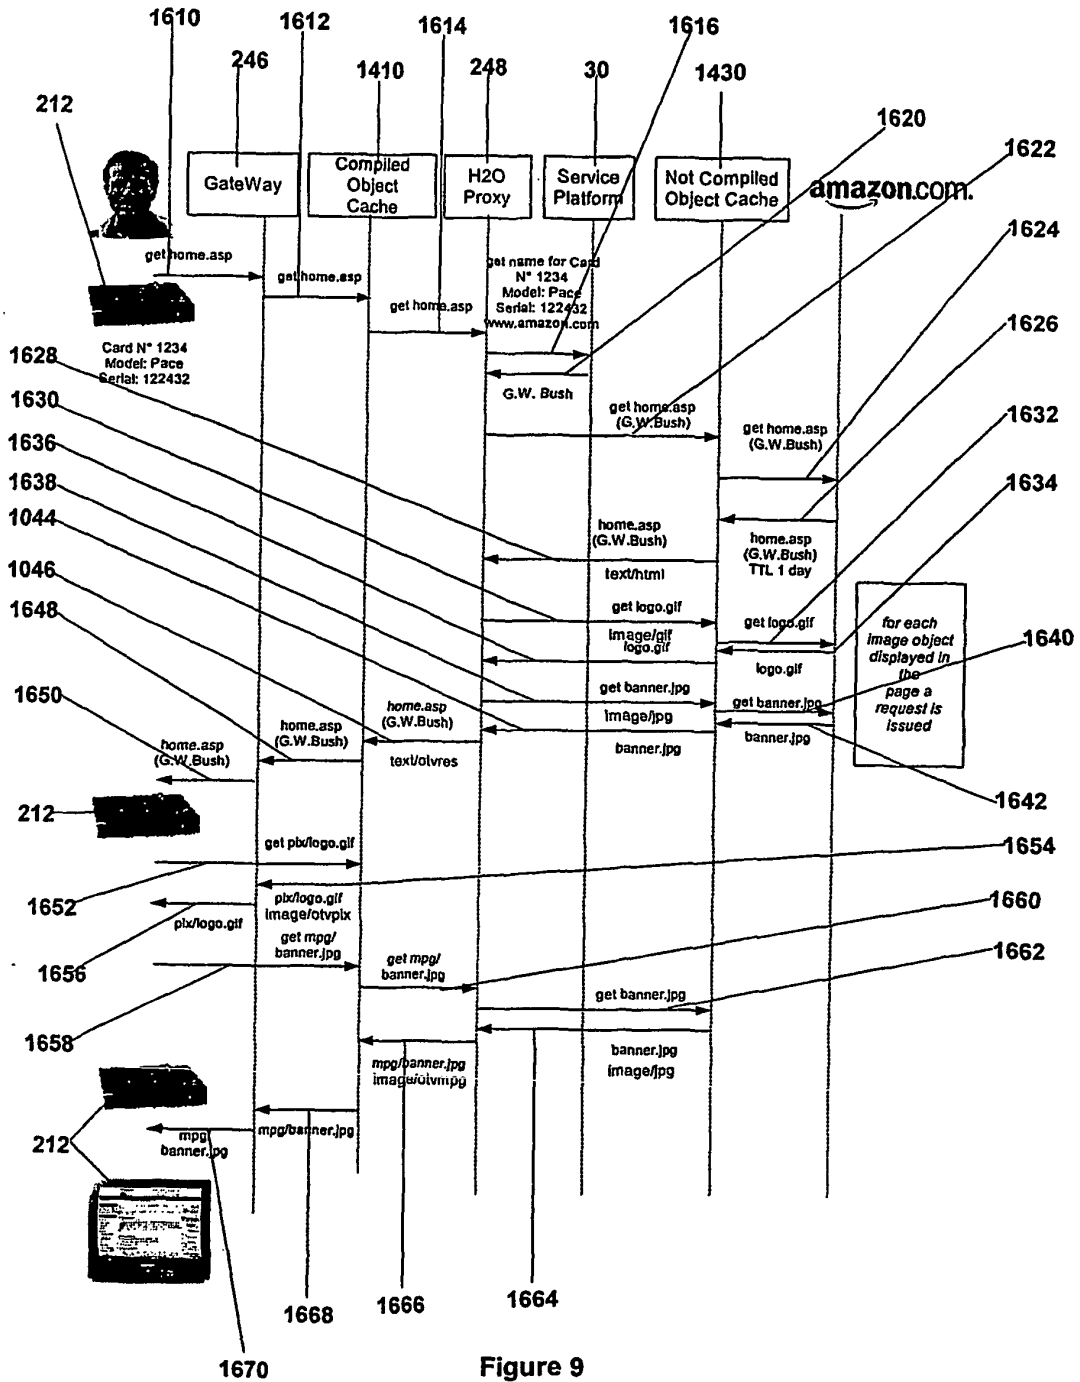 1610
1612
1614
1616
246
1410
248
30
1430
212
1620
1622
GateWay
Compiled
Object
Cache
H2O
Proxy
Service
Platform
Not Compiled
Object Cache
amazon.com.
1624
get home.asp
get home.asp
get home.asp
get name for Card
N° 1234
Model: Pace
Serial: 122432
www.amazon.com
1626
Card N° 1234
Model: Pace
Serial: 122432
1628
G.W. Bush
1630
get home.asp
(G.W.Bush)
get home.asp
(G.W.Bush)
1632
1636
1638
1634
1044
home.asp
(G.W.Bush)
text/html
home.asp
(G.W.Bush)
TTL 1 day
1046
1648
get logo.gif
image/gif
logo.gif
get logo.gif
logo.gif
for each
image object
displayed in
the
page a
request is
issued
1640
1650
get banner.jpg
get banner.jpg
image/jpg
banner.jpg
banner.jpg
home.asp
(G.W.Bush)
text/otvres
home.asp
(G.W.Bush)
home.asp
(G.W.Bush)
212
1642
get pix/logo.gif
1654
1652
pix/logo.gif
image/otvpix
pix/logo.gif
1660
get mpg/
banner.jpg
get mpg/
banner.jpg
1656
1662
get banner.jpg
1658
banner.jpg
image/jpg
mpg/banner.jpg
image/otvmpg
212
mpg/banner.jpg
mpg/
banner.jpg
1668
1666
1664
1670
Figure 9